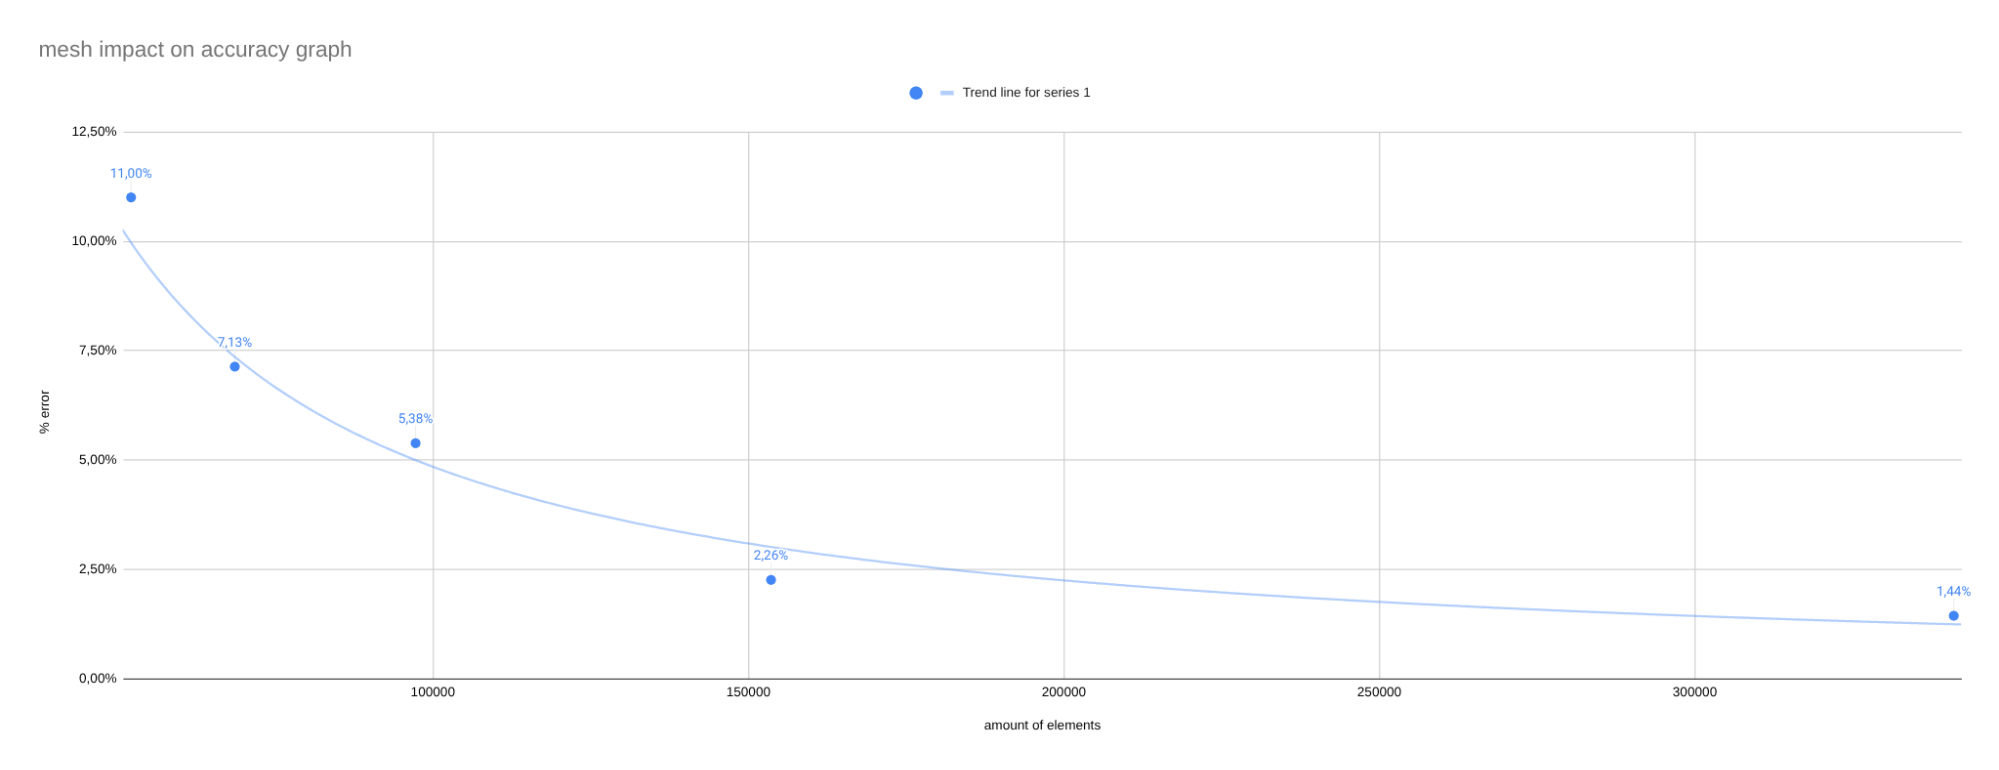 mesh impact on accuracy graph
Trend line for series 1
12,50%
11,00%
10,00%
7,13%
7,50%
5,38%
% error
5,00%
2,26%
2,50%
1,44%
0,00%
100000 150000 200000 250000 300000
amount of elements